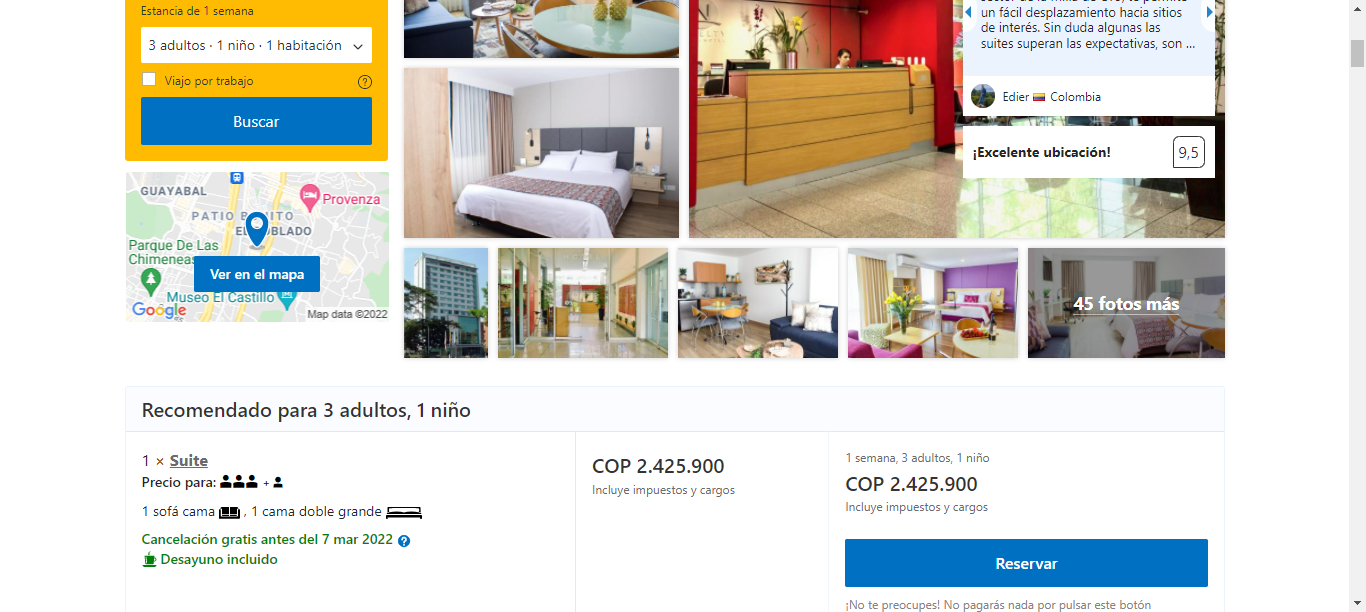 Estancia de 1 semana
3 adultos · 1 niño · 1 habitación
Viajo por trabajo
?
Buscar
un fácil desplazamiento hacia sitios
de interés. Sin duda algunas las
suites superan las expectativas, son ...
Edier Colombia
¡Excelente ubicación! 9,5
GUAYABAL
Provenza
PATIO
Parque De Las
Chimeneas
Ver en el mapa
Museo El Castillo
Google
Map data ©2022
45 fotos más
Recomendado para 3 adultos, 1 niño
1 × Suite
Precio para: +
1 sofá cama , 1 cama doble grande
Cancelación gratis antes del 7 mar 2022 ?
Desayuno incluido
COP 2.425.900
Incluye impuestos y cargos
1 semana, 3 adultos, 1 niño
COP 2.425.900
Incluye impuestos y cargos
Reservar
¡No te preocupes! No pagarás nada por pulsar este botón